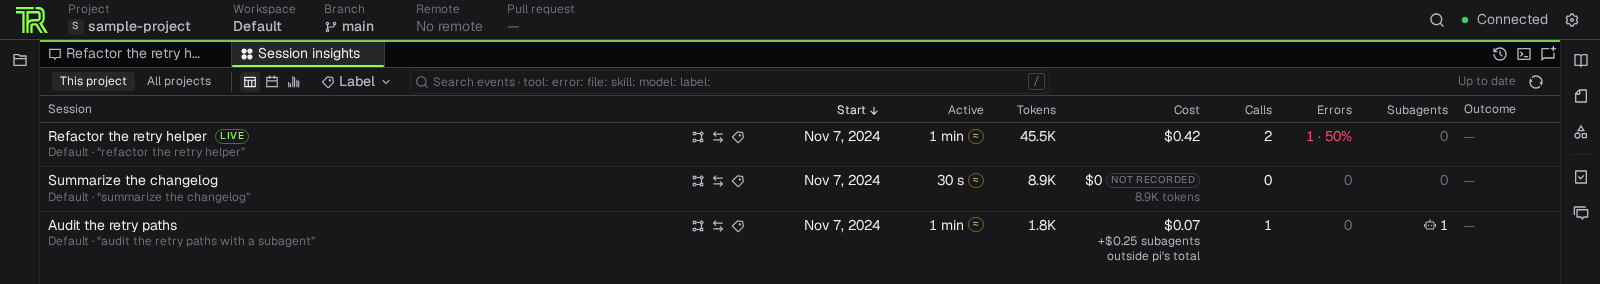 Project Workspace Branch Remote Pull request
S sample-project Default main No remote —
Connected
Refactor the retry h... Session insights
This project All projects Label Search events · tool: error: file: skill: model: label: / Up to date
Session Start ↓ Active Tokens Cost Calls Errors Subagents Outcome
Refactor the retry helper LIVE Nov 7, 2024 1 min ≈ 45.5K $0.42 2 1 · 50% 0 —
Default · “refactor the retry helper”
Summarize the changelog Nov 7, 2024 30 s ≈ 8.9K $0 NOT RECORDED 0 0 0 —
Default · “summarize the changelog” 8.9K tokens
Audit the retry paths Nov 7, 2024 1 min ≈ 1.8K $0.07 1 0 1 —
Default · “audit the retry paths with a subagent” +$0.25 subagents
outside pi's total